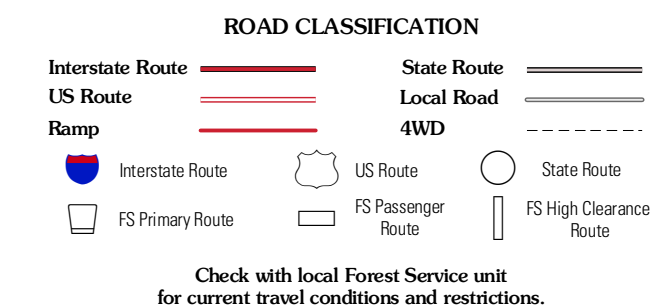 ROAD CLASSIFICATION
Interstate Route
State Route
US Route
Local Road
Ramp
4WD
Interstate Route
US Route
State Route
FS Primary Route
FS Passenger
Route
FS High Clearance
Route
Check with local Forest Service unit
for current travel conditions and restrictions.